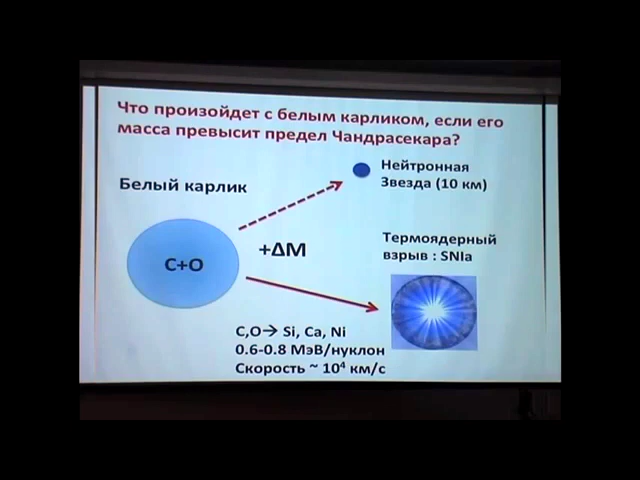 Что произойдет с белым карликом, если его
масса превысит предел Чандрасекара?
Белый карлик
Нейтронная
Звезда (10 км)
C+O
+ΔM
Термоядерный
взрыв : SNIa
C,O→ Si, Ca, Ni
0.6-0.8 МэВ/нуклон
Скорость ~ 10⁴ км/с